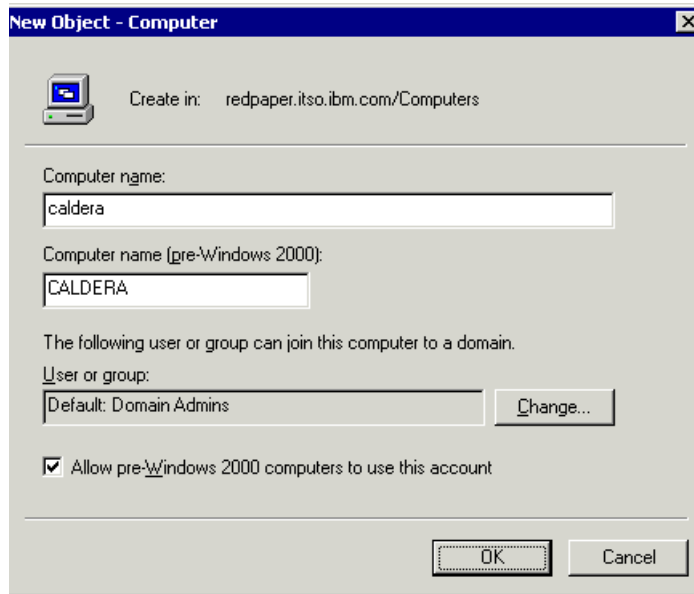 New Object - Computer
Create in: redpaper.itso.ibm.com/Computers
Computer name:
caldera
Computer name (pre-Windows 2000):
CALDERA
The following user or group can join this computer to a domain.
User or group:
Default: Domain Admins
Change...
Allow pre-Windows 2000 computers to use this account
OK Cancel